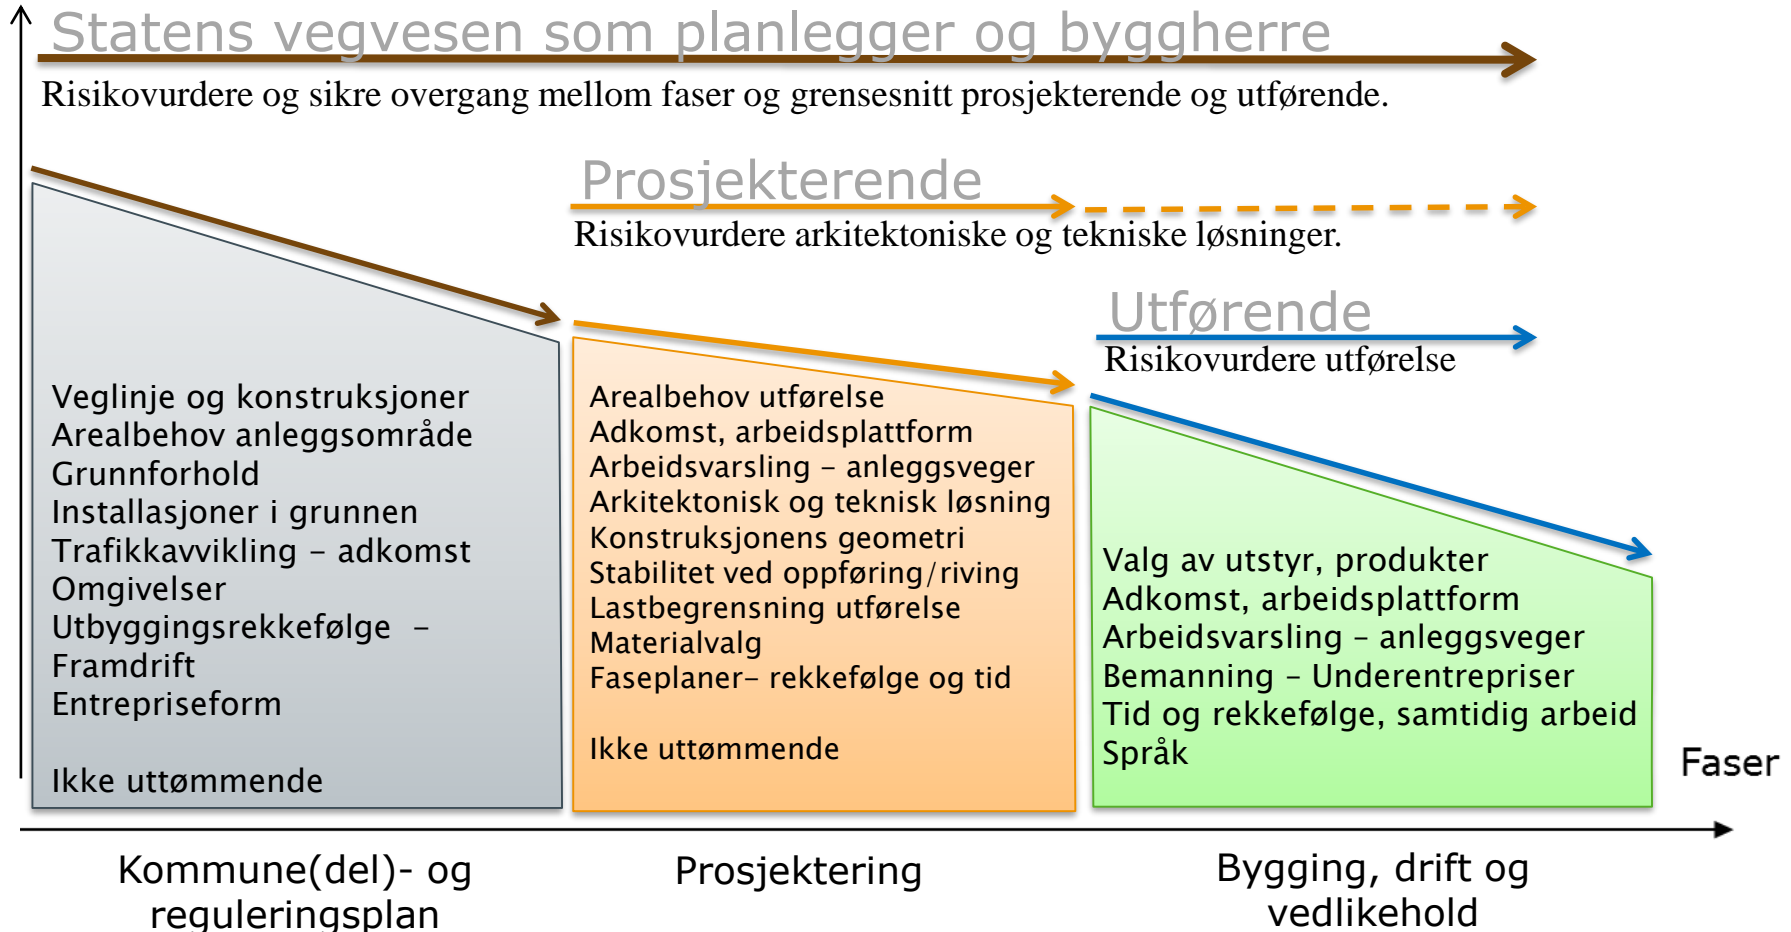 Statens vegvesen som planlegger og byggherre
Risikovurdere og sikre overgang mellom faser og grensesnitt prosjekterende og utførende.
Prosjekterende
Risikovurdere arkitektoniske og tekniske løsninger.
Utførende
Risikovurdere utførelse
Veglinje og konstruksjoner
Arealbehov anleggsområde
Grunnforhold
Installasjoner i grunnen
Trafikkavvikling – adkomst
Omgivelser
Utbyggingsrekkefølge –
Framdrift
Entrepriseform
Ikke uttømmende
Arealbehov utførelse
Adkomst, arbeidsplattform
Arbeidsvarsling – anleggsveger
Arkitektonisk og teknisk løsning
Konstruksjonens geometri
Stabilitet ved oppføring/riving
Lastbegrensning utførelse
Materialvalg
Faseplaner– rekkefølge og tid
Ikke uttømmende
Valg av utstyr, produkter
Adkomst, arbeidsplattform
Arbeidsvarsling – anleggsveger
Bemanning – Underentrepriser
Tid og rekkefølge, samtidig arbeid
Språk
Faser
Kommune(del)- og
reguleringsplan
Prosjektering
Bygging, drift og
vedlikehold